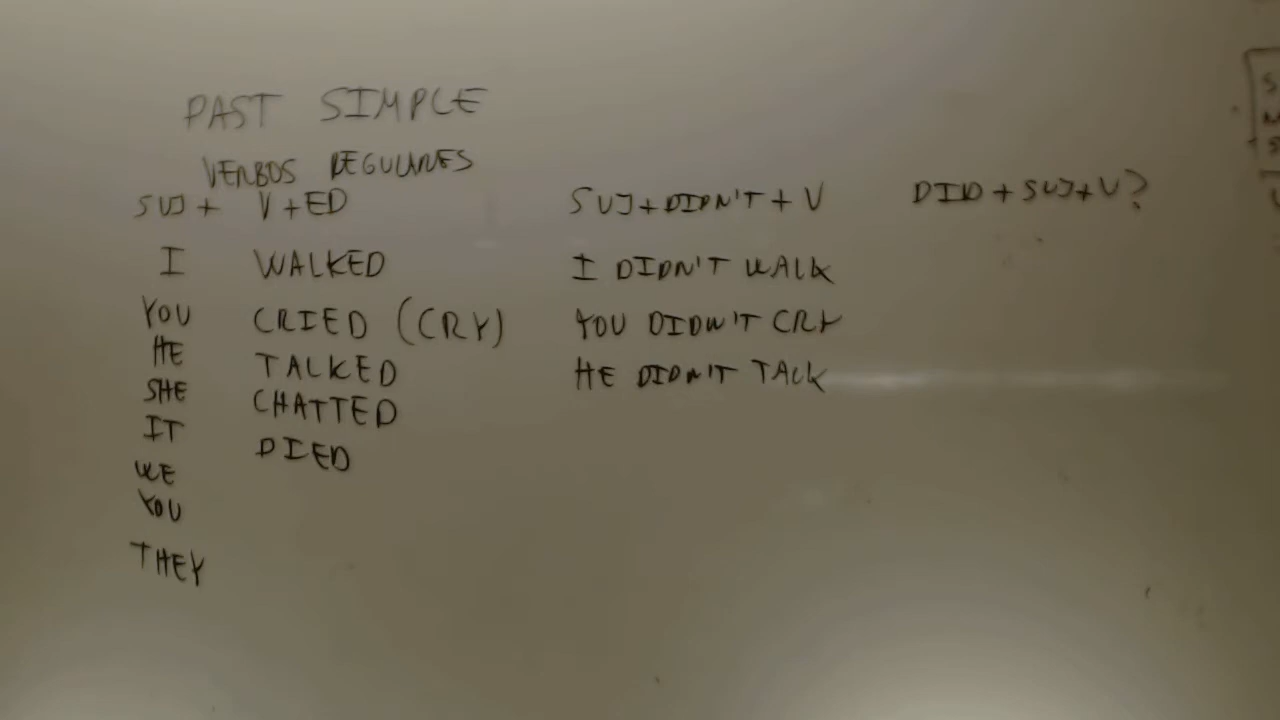 PAST SIMPLE
VERBOS REGULARES
SUJ + V+ED
SUJ+DIDN'T + V
DID + SUJ+V?
I WALKED
I DIDN'T WALK
YOU CRIED (CRY)
YOU DIDN'T CRY
HE TALKED
HE DIDN'T TALK
SHE CHATTED
IT DIED
WE
YOU
THEY